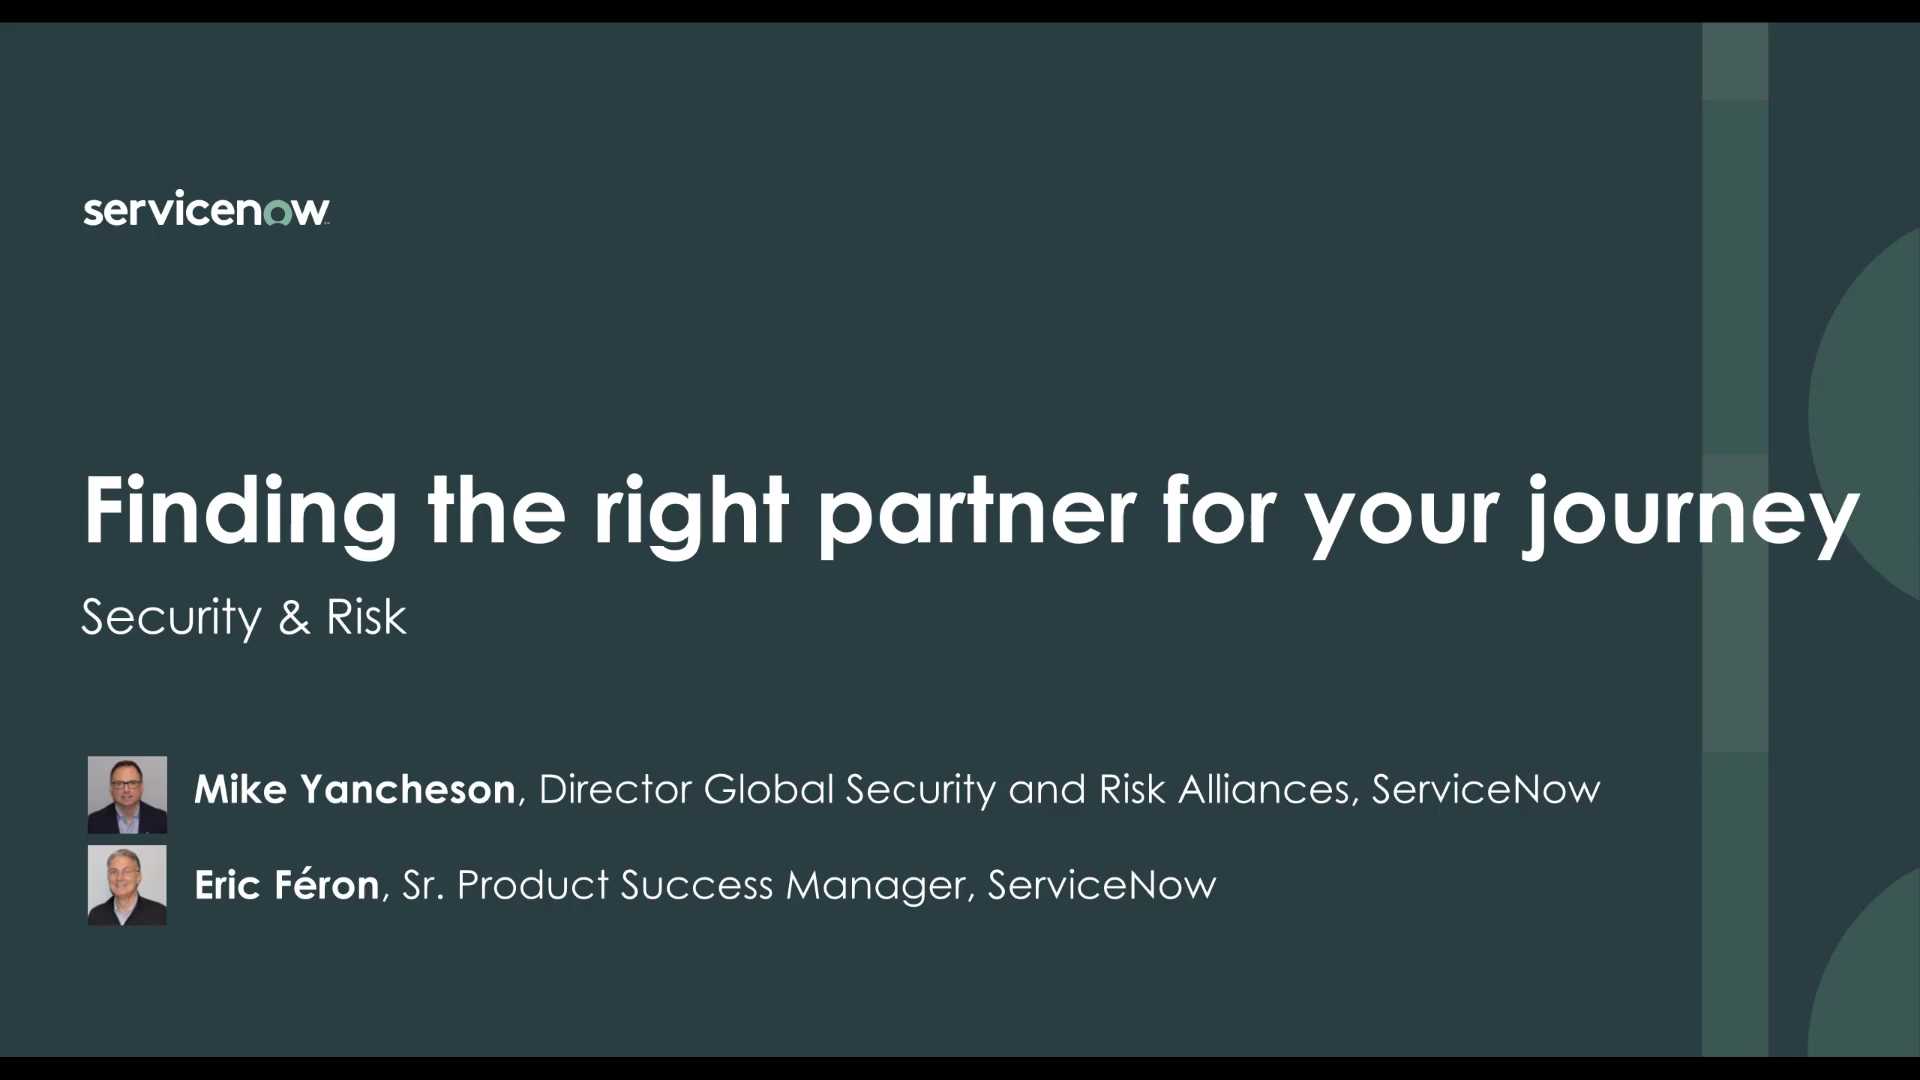 servicenow
Finding the right partner for your journey
Security & Risk
Mike Yancheson, Director Global Security and Risk Alliances, ServiceNow
Eric Féron, Sr. Product Success Manager, ServiceNow